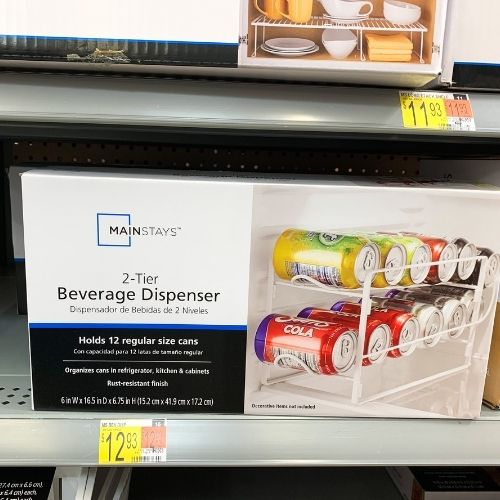 $11.93
MAINSTAYS™
2-Tier
Beverage Dispenser
Dispensador de Bebidas de 2 Niveles
Holds 12 regular size cans
Con capacidad para 12 latas de tamaño regular
Organizes cans in refrigerator, kitchen & cabinets
Rust-resistant finish
6 in W x 16.5 in D x 6.75 in H (15.2 cm x 41.9 cm x 17.2 cm)
COLA
Decorative items not included
$12.93